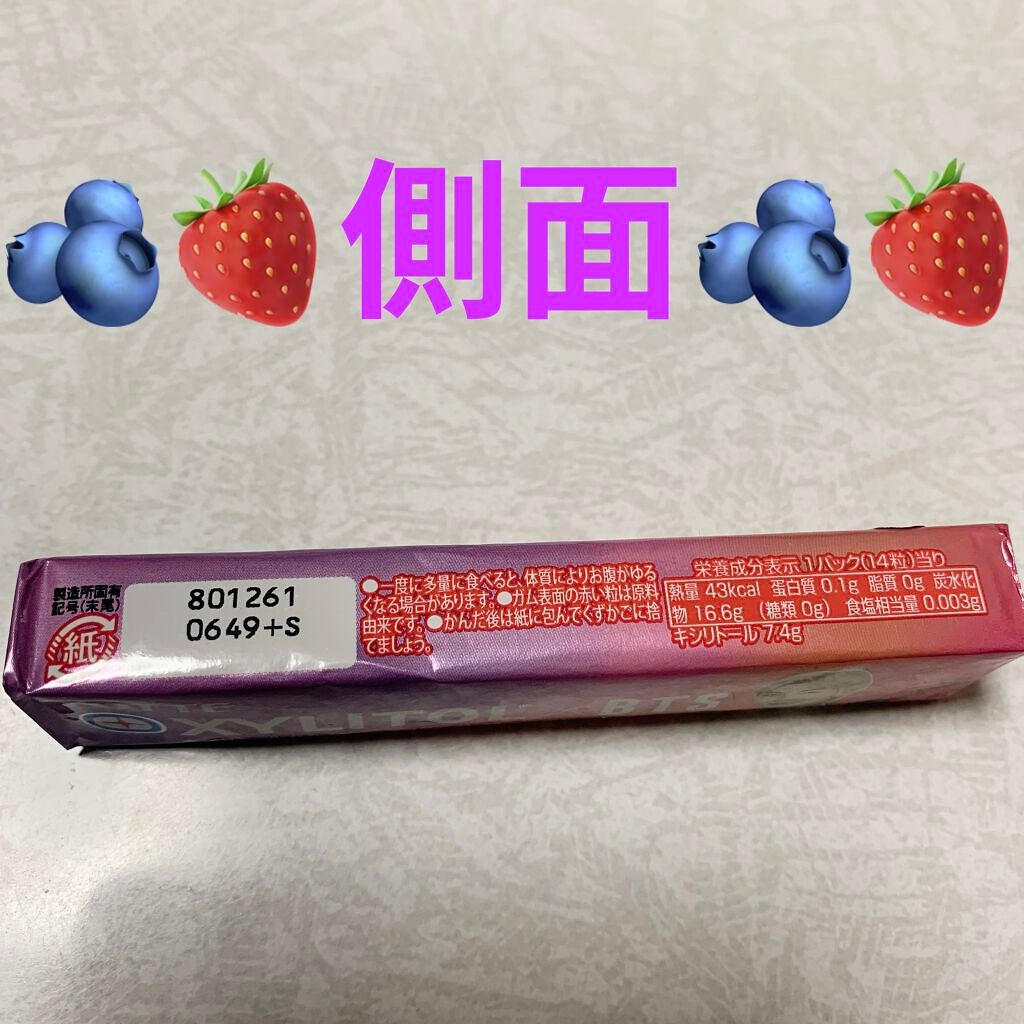 側面
製造所固有
記号(末尾)
紙
801261
0649+S
●一度に多量に食べると、体質によりお腹がゆる
くなる場合があります。●ガム表面の赤い粒は原料
由来です。●かんだ後は紙に包んでくずかごに捨
てましょう。
栄養成分表示 1パック(14粒)当り
熱量 43kcal 蛋白質 0.1g 脂質 0g 炭水化
物 16.6g (糖類 0g) 食塩相当量 0.003g
キシリトール 7.4g
XYLITOL × BTS